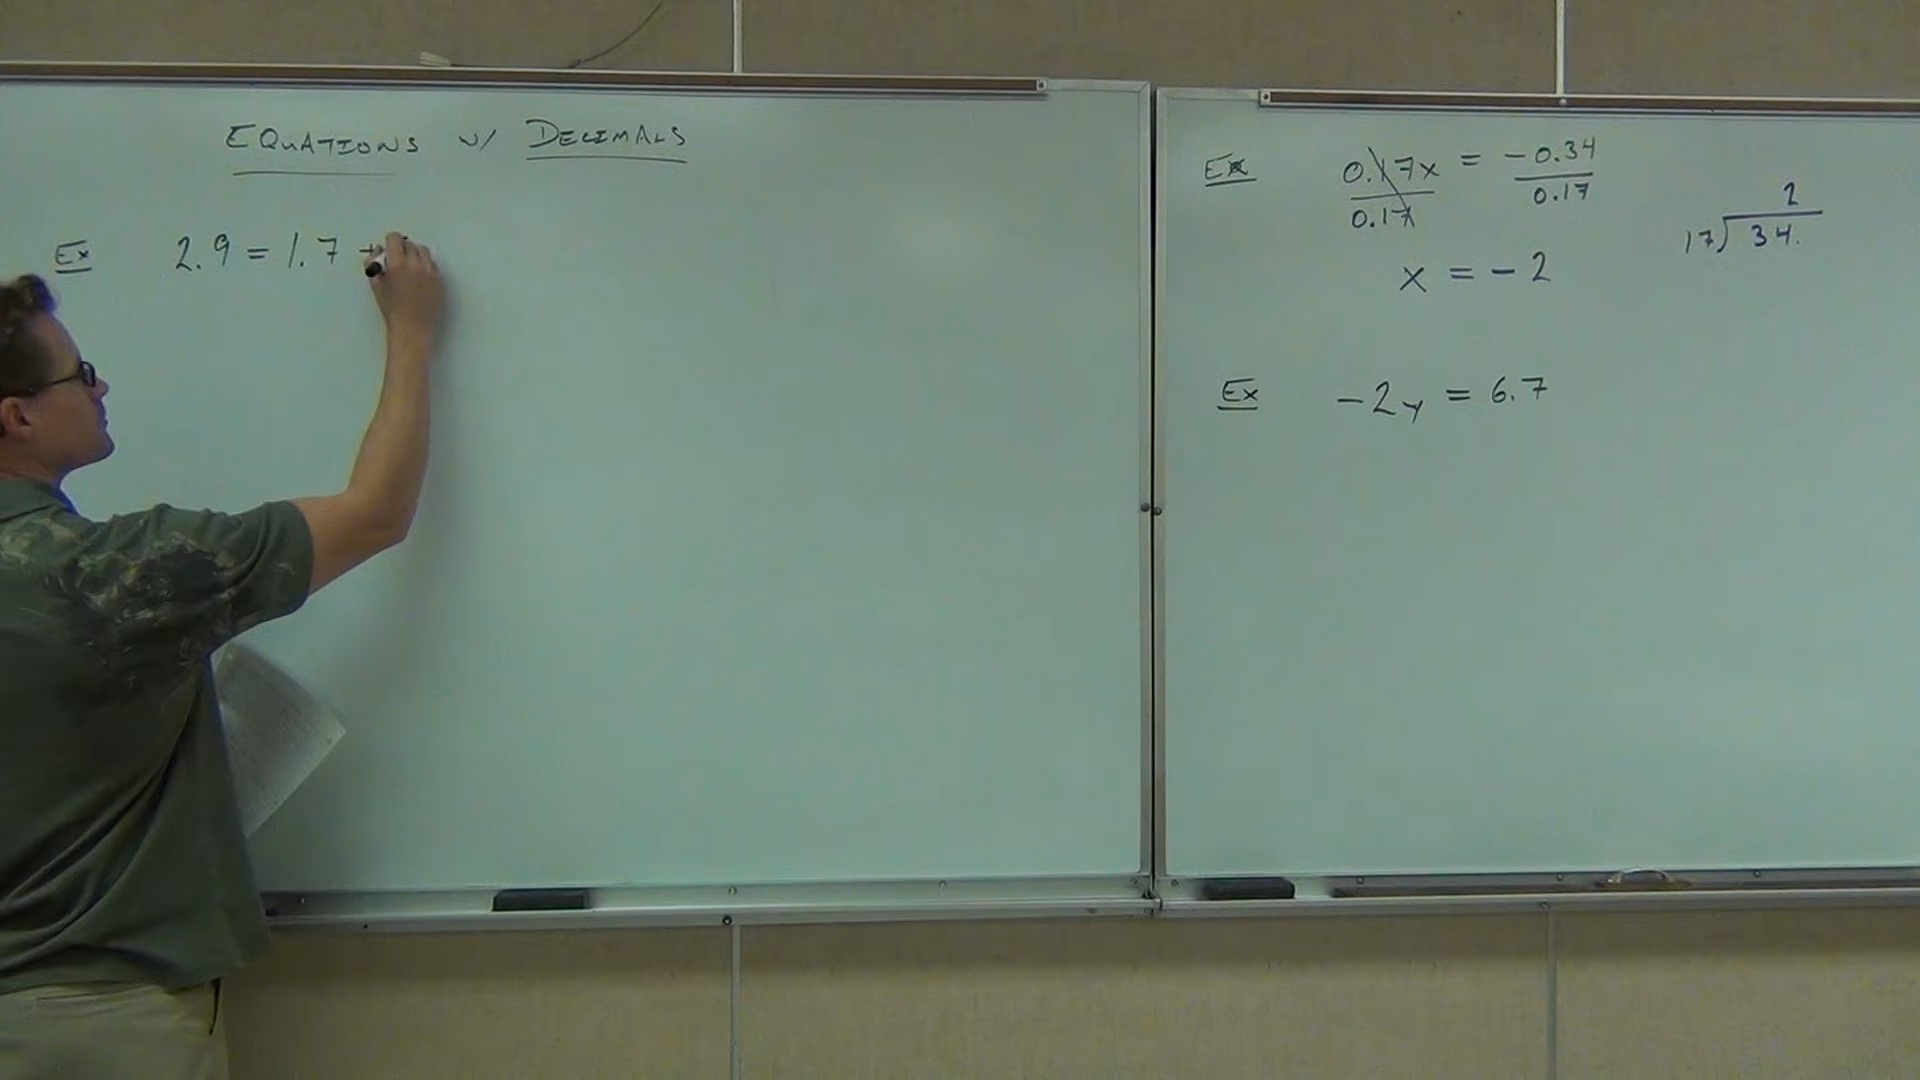 EQUATIONS W/ DECIMALS
Ex 2.9 = 1.7 +
Ex 0.17x = -0.34
0.17 0.17
x = -2
2
17) 34.
Ex -2y = 6.7